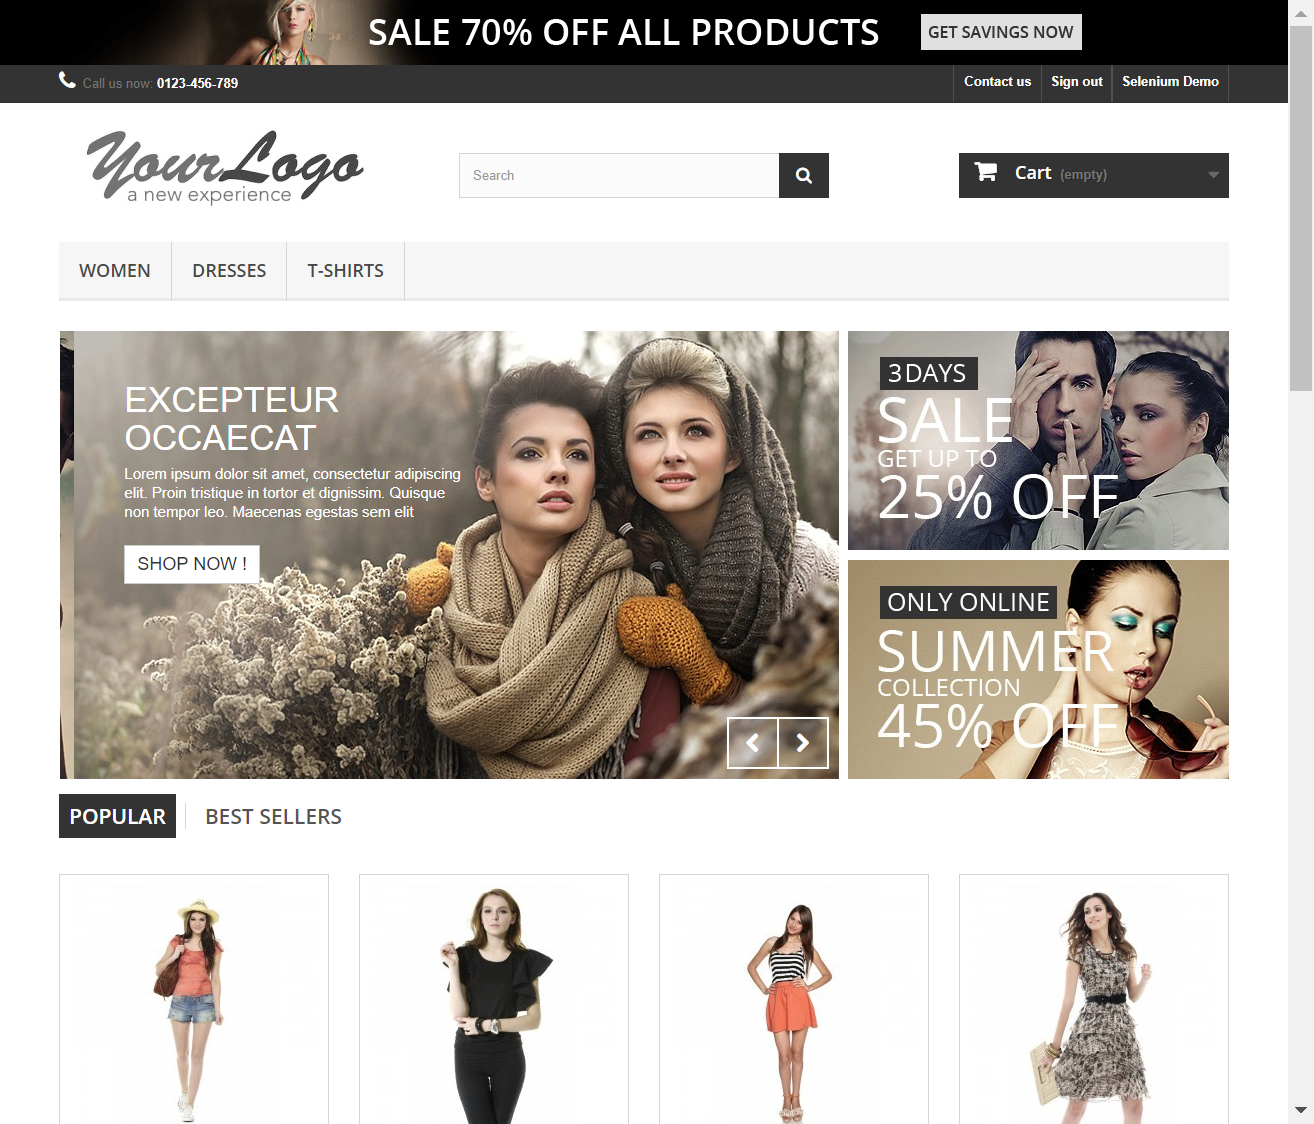 SALE 70% OFF ALL PRODUCTS
GET SAVINGS NOW
Call us now: 0123-456-789
Contact us
Sign out
Selenium Demo
YourLogo
a new experience
Search
Cart (empty)
WOMEN
DRESSES
T-SHIRTS
EXCEPTEUR
OCCAECAT
Lorem ipsum dolor sit amet, consectetur adipiscing
elit. Proin tristique in tortor et dignissim. Quisque
non tempor leo. Maecenas egestas sem elit
SHOP NOW !
3 DAYS
SALE
GET UP TO
25% OFF
ONLY ONLINE
SUMMER
COLLECTION
45% OFF
POPULAR
BEST SELLERS